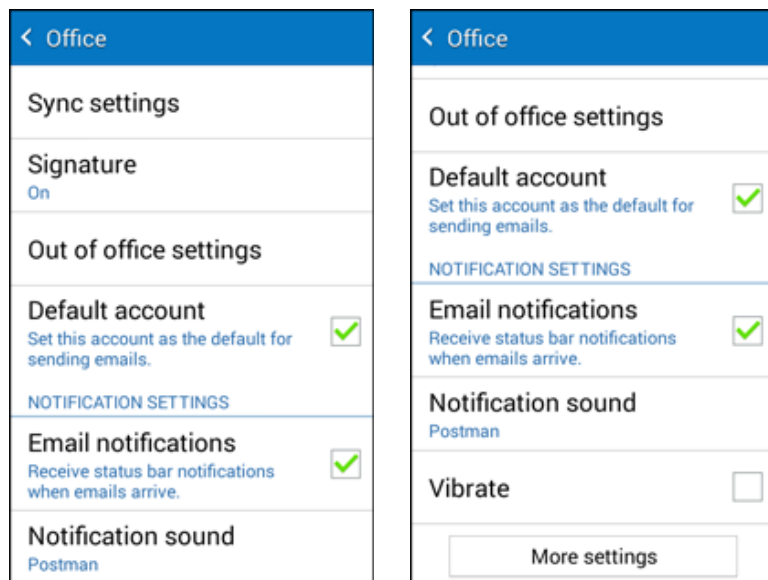 Office
Sync settings
Signature
On
Out of office settings
Default account
Set this account as the default for
sending emails.
NOTIFICATION SETTINGS
Email notifications
Receive status bar notifications
when emails arrive.
Notification sound
Postman
Office
Out of office settings
Default account
Set this account as the default for
sending emails.
NOTIFICATION SETTINGS
Email notifications
Receive status bar notifications
when emails arrive.
Notification sound
Postman
Vibrate
More settings